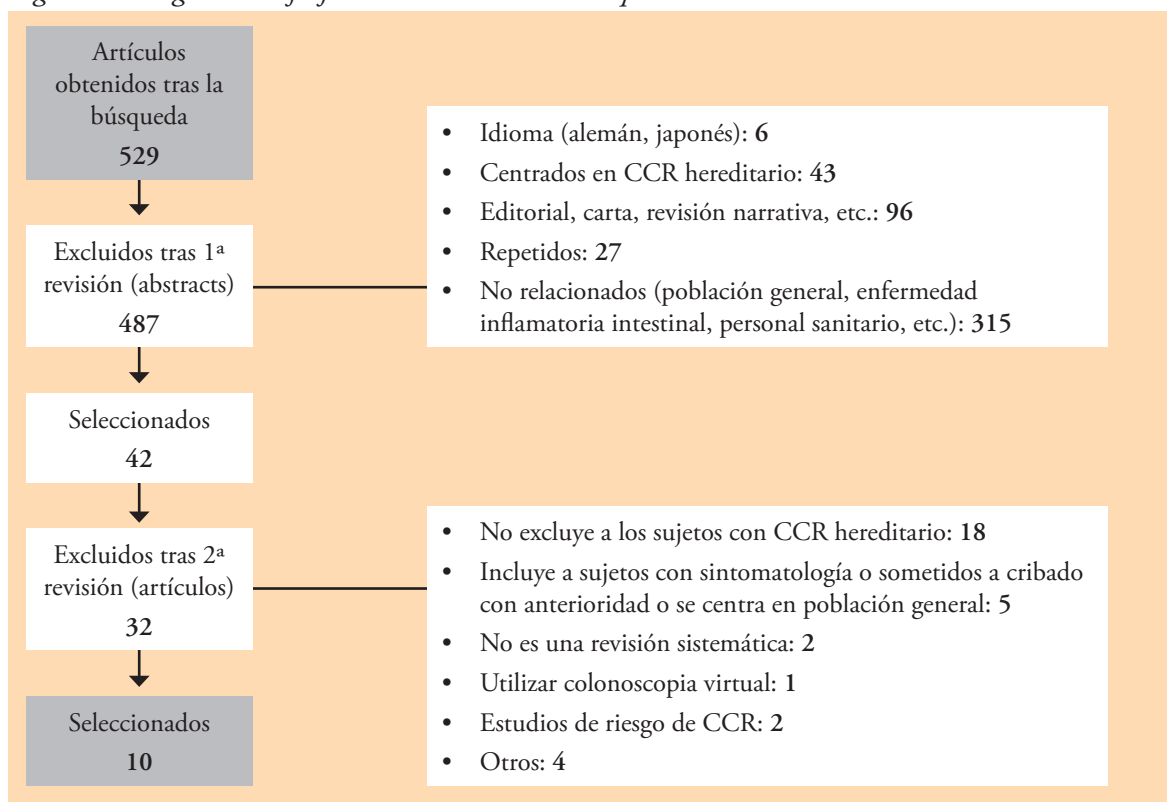 Artículos
obtenidos tras la
búsqueda
529
Excluidos tras 1ª
revisión (abstracts)
487
• Idioma (alemán, japonés): 6
• Centrados en CCR hereditario: 43
• Editorial, carta, revisión narrativa, etc.: 96
• Repetidos: 27
• No relacionados (población general, enfermedad
inflamatoria intestinal, personal sanitario, etc.): 315
Seleccionados
42
Excluidos tras 2ª
revisión (artículos)
32
• No excluye a los sujetos con CCR hereditario: 18
• Incluye a sujetos con sintomatología o sometidos a cribado
con anterioridad o se centra en población general: 5
• No es una revisión sistemática: 2
• Utilizar colonoscopia virtual: 1
• Estudios de riesgo de CCR: 2
• Otros: 4
Seleccionados
10